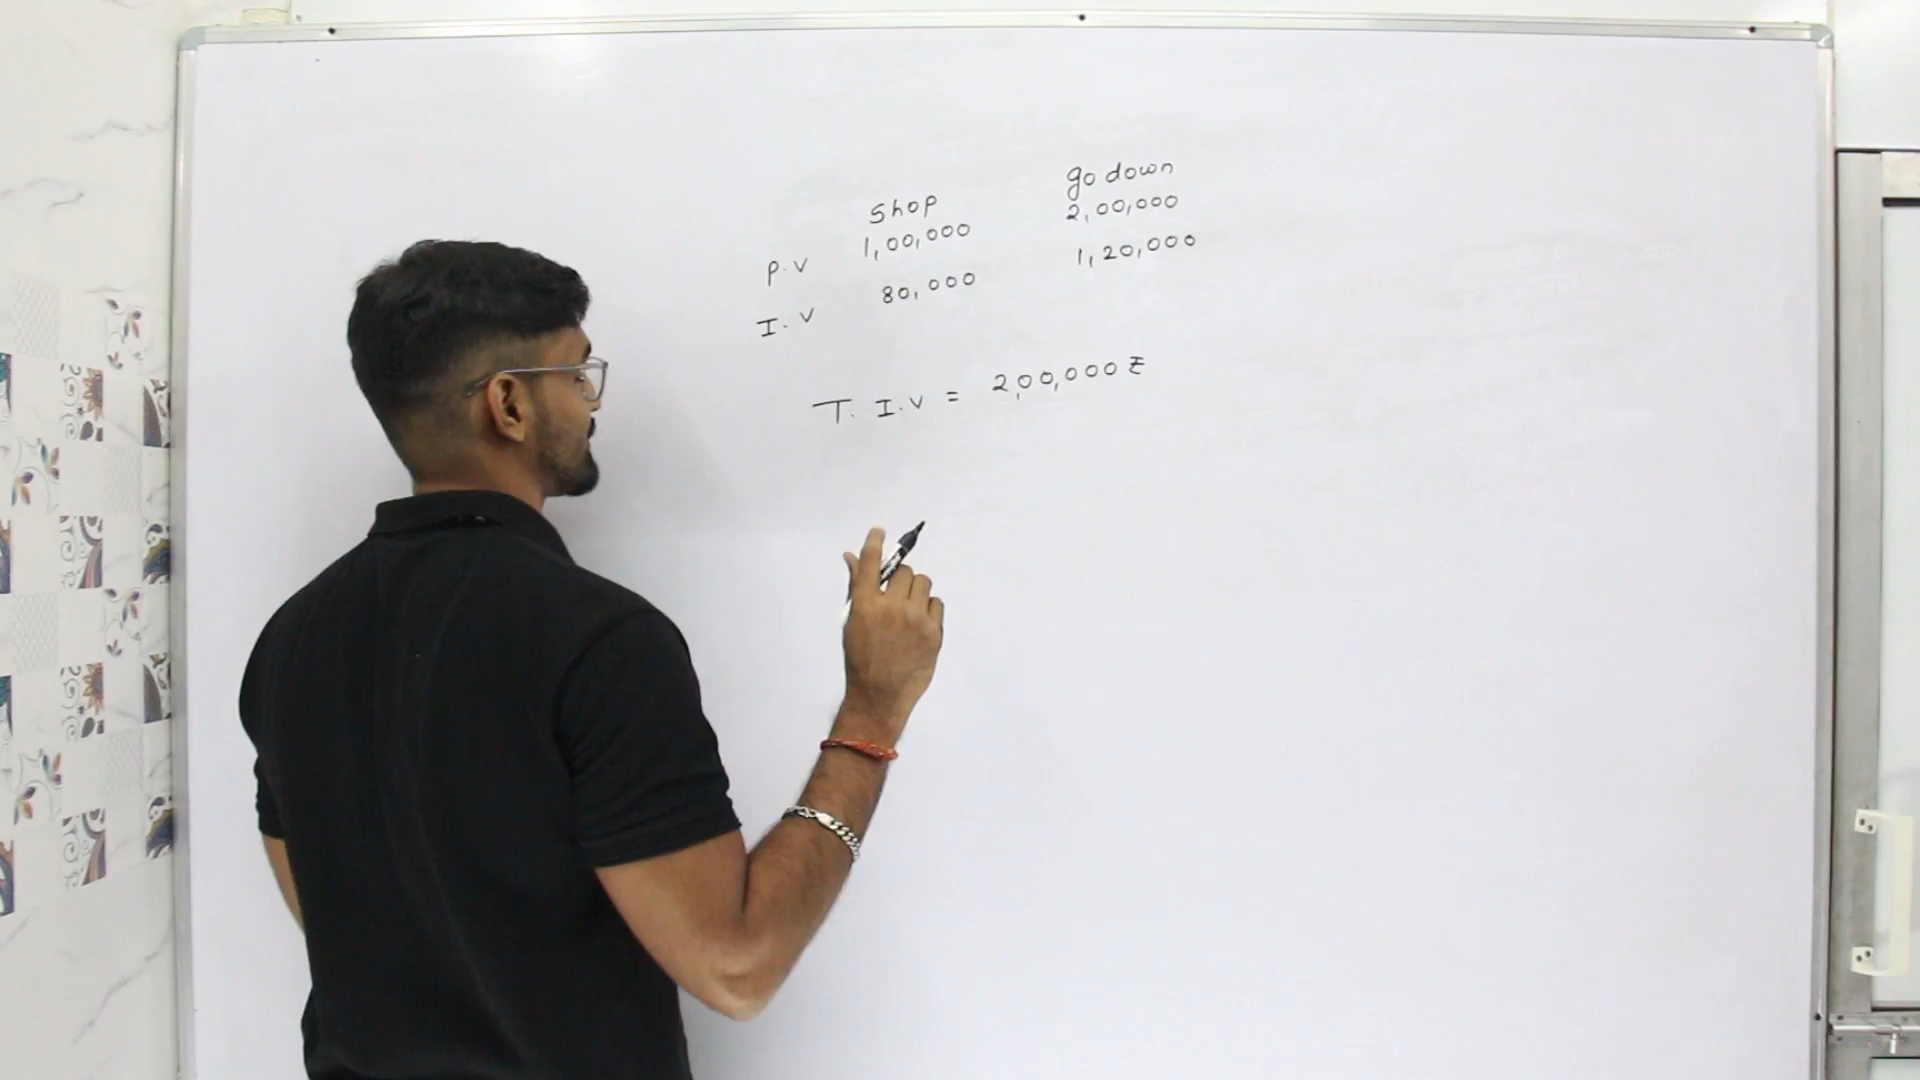 Shop go down
P.V 1,00,000 2,00,000
I.V 80,000 1,20,000
T. I.V = 2,00,000 ₹